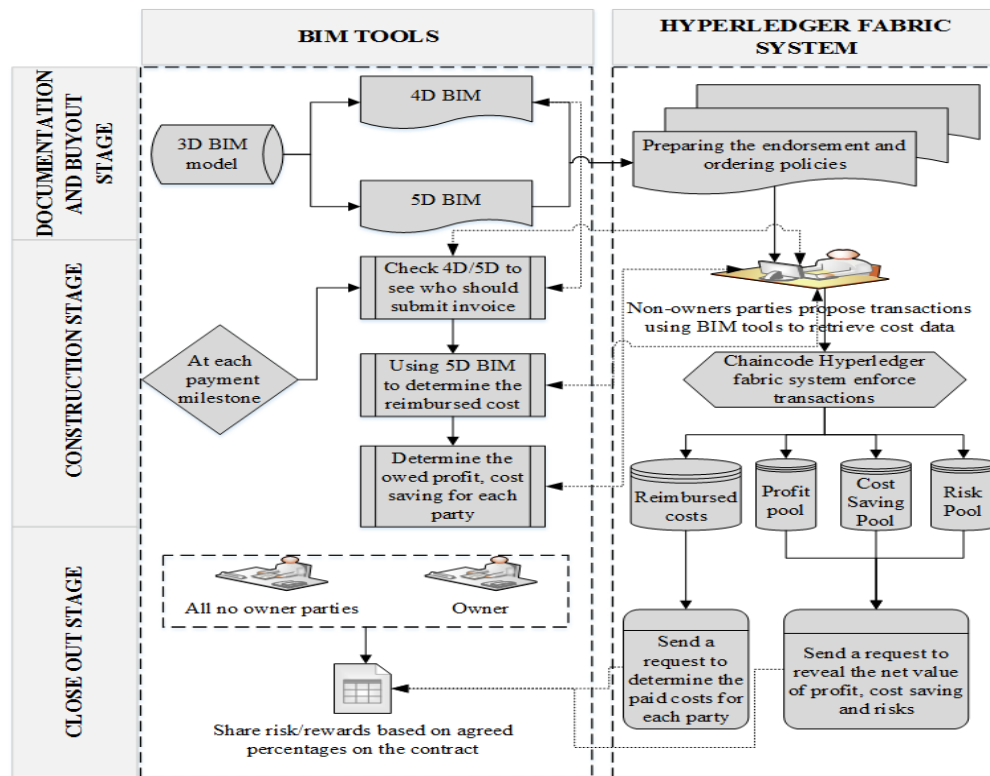 BIM TOOLS
HYPERLEDGER FABRIC
SYSTEM
DOCUMENTATION
AND BUYOUT
STAGE
3D BIM
model
4D BIM
5D BIM
Preparing the endorsement and
ordering policies
CONSTRUCTION STAGE
At each
payment
milestone
Check 4D/5D to
see who should
submit invoice
Using 5D BIM
to determine the
reimbursed cost
Determine the
owed profit, cost
saving for each
party
Non-owners parties propose transactions
using BIM tools to retrieve cost data
Chaincode Hyperledger
fabric system enforce
transactions
Reimbursed
costs
Profit
pool
Cost
Saving
Pool
Risk
Pool
CLOSE OUT STAGE
All no owner parties
Owner
Share risk/rewards based on agreed
percentages on the contract
Send a
request to
determine the
paid costs for
each party
Send a request to
reveal the net value
of profit, cost saving
and risks